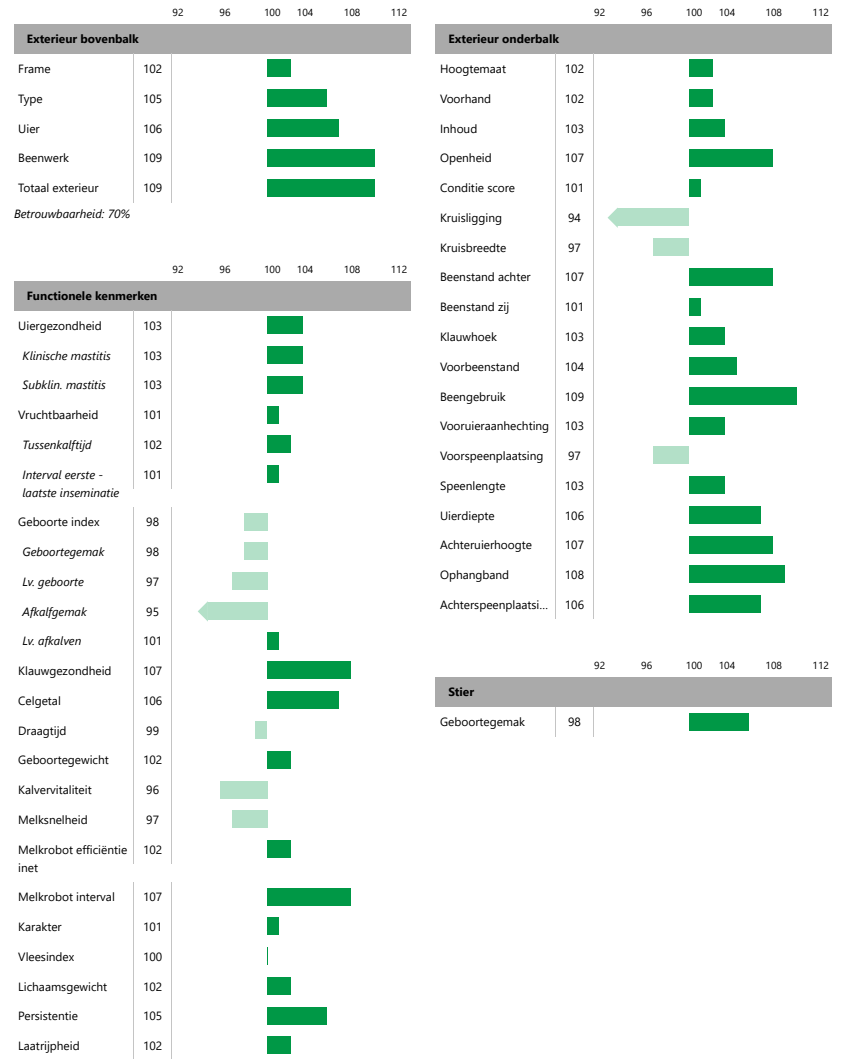 92 96 100 104 108 112
Exterieur bovenbalk
Frame 102
Type 105
Uier 106
Beenwerk 109
Totaal exterieur 109
Betrouwbaarheid: 70%
92 96 100 104 108 112
Functionele kenmerken
Uiergezondheid 103
Klinische mastitis 103
Subklin. mastitis 103
Vruchtbaarheid 101
Tussenkalftijd 102
Interval eerste - 101
laatste inseminatie
Geboorte index 98
Geboortegemak 98
Lv. geboorte 97
Afkalfgemak 95
Lv. afkalven 101
Klauwgezondheid 107
Celgetal 106
Draagtijd 99
Geboortegewicht 102
Kalvervitaliteit 96
Melksnelheid 97
Melkrobot efficiëntie 102
inet
Melkrobot interval 107
Karakter 101
Vleesindex 100
Lichaamsgewicht 102
Persistentie 105
Laatrijpheid 102
92 96 100 104 108 112
Exterieur onderbalk
Hoogtemaat 102
Voorhand 102
Inhoud 103
Openheid 107
Conditie score 101
Kruisligging 94
Kruisbreedte 97
Beenstand achter 107
Beenstand zij 101
Klauwhoek 103
Voorbeenstand 104
Beengebruik 109
Vooruieraanhechting 103
Voorspeenplaatsing 97
Speenlengte 103
Uierdiepte 106
Achteruierhoogte 107
Ophangband 108
Achterspeenplaatsi... 106
92 96 100 104 108 112
Stier
Geboortegemak 98